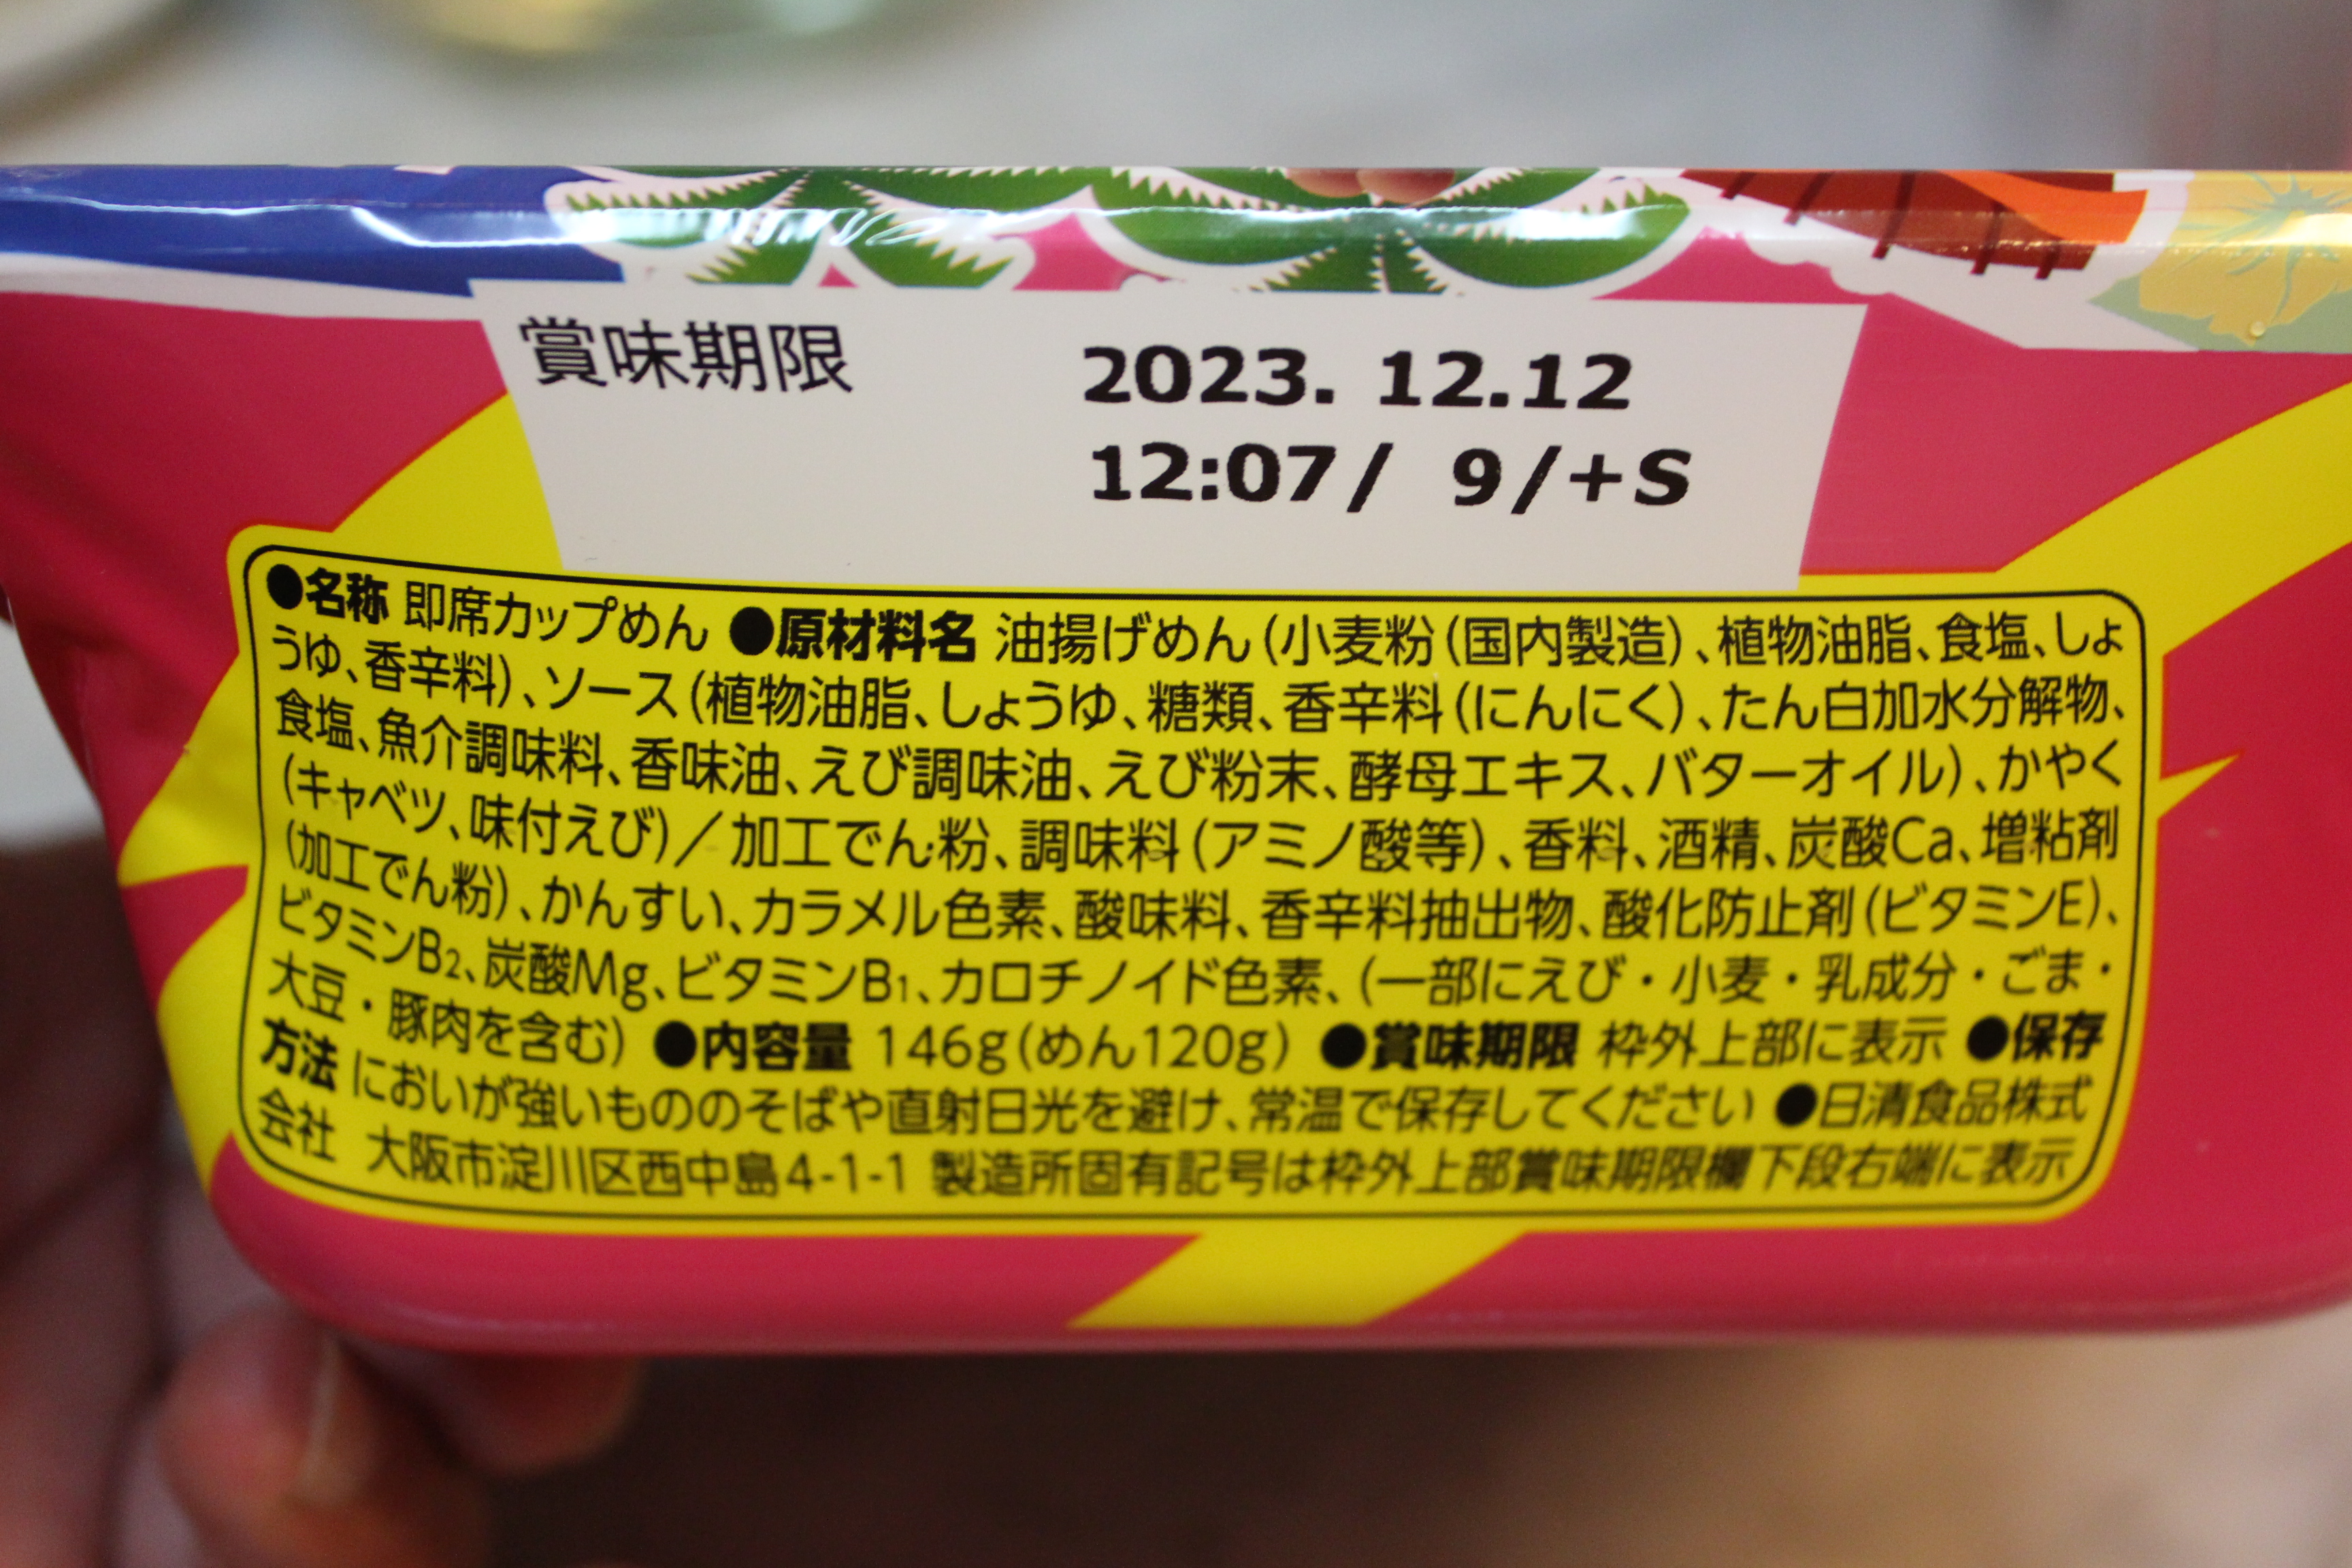 賞味期限 2023. 12.12
12:07/ 9/+S
●名称 即席カップめん ●原材料名 油揚げめん(小麦粉(国内製造)、植物油脂、食塩、しょ
うゆ、香辛料)、ソース(植物油脂、しょうゆ、糖類、香辛料(にんにく)、たん白加水分解物、
食塩、魚介調味料、香味油、えび調味油、えび粉末、酵母エキス、バターオイル)、かやく
(キャベツ、味付えび)/加工でん粉、調味料(アミノ酸等)、香料、酒精、炭酸Ca、増粘剤
(加工でん粉)、かんすい、カラメル色素、酸味料、香辛料抽出物、酸化防止剤(ビタミンE)、
ビタミンB2、炭酸Mg、ビタミンB1、カロチノイド色素、(一部にえび・小麦・乳成分・ごま・
大豆・豚肉を含む) ●内容量 146g(めん120g) ●賞味期限 枠外上部に表示 ●保存
方法 においが強いもののそばや直射日光を避け、常温で保存してください ●日清食品株式
会社 大阪市淀川区西中島4-1-1 製造所固有記号は枠外上部賞味期限欄下段右端に表示